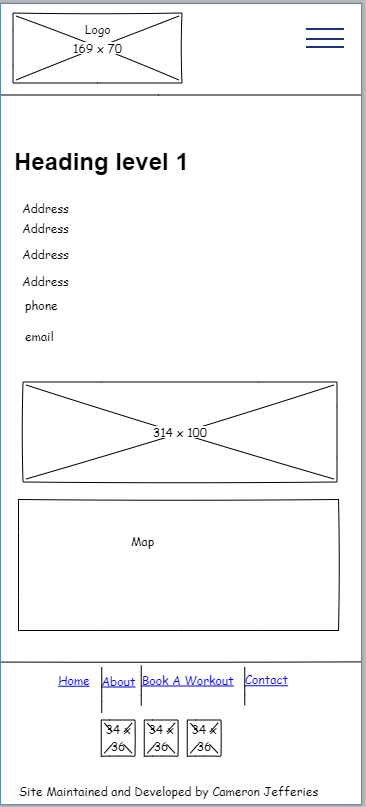 Logo
169 x 70
Heading level 1
Address
Address
Address
Address
phone
email
314 x 100
Map
Home About Book A Workout Contact
34 x 34 x 34 x
36 36 36
Site Maintained and Developed by Cameron Jefferies